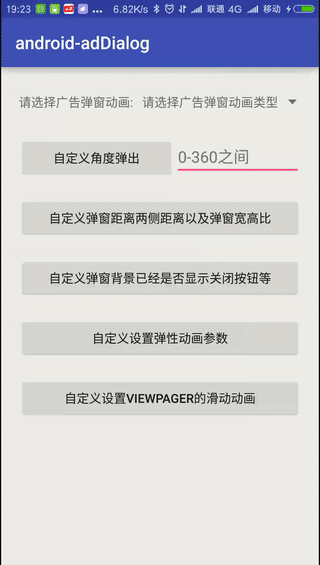 19:23 ... 6.82K/s 联通 4G 移动
android-adDialog
请选择广告弹窗动画: 请选择广告弹窗动画类型
自定义角度弹出 0-360之间
自定义弹窗距离两侧距离以及弹窗宽高比
自定义弹窗背景已经是否显示关闭按钮等
自定义设置弹性动画参数
自定义设置VIEWPAGER的滑动动画